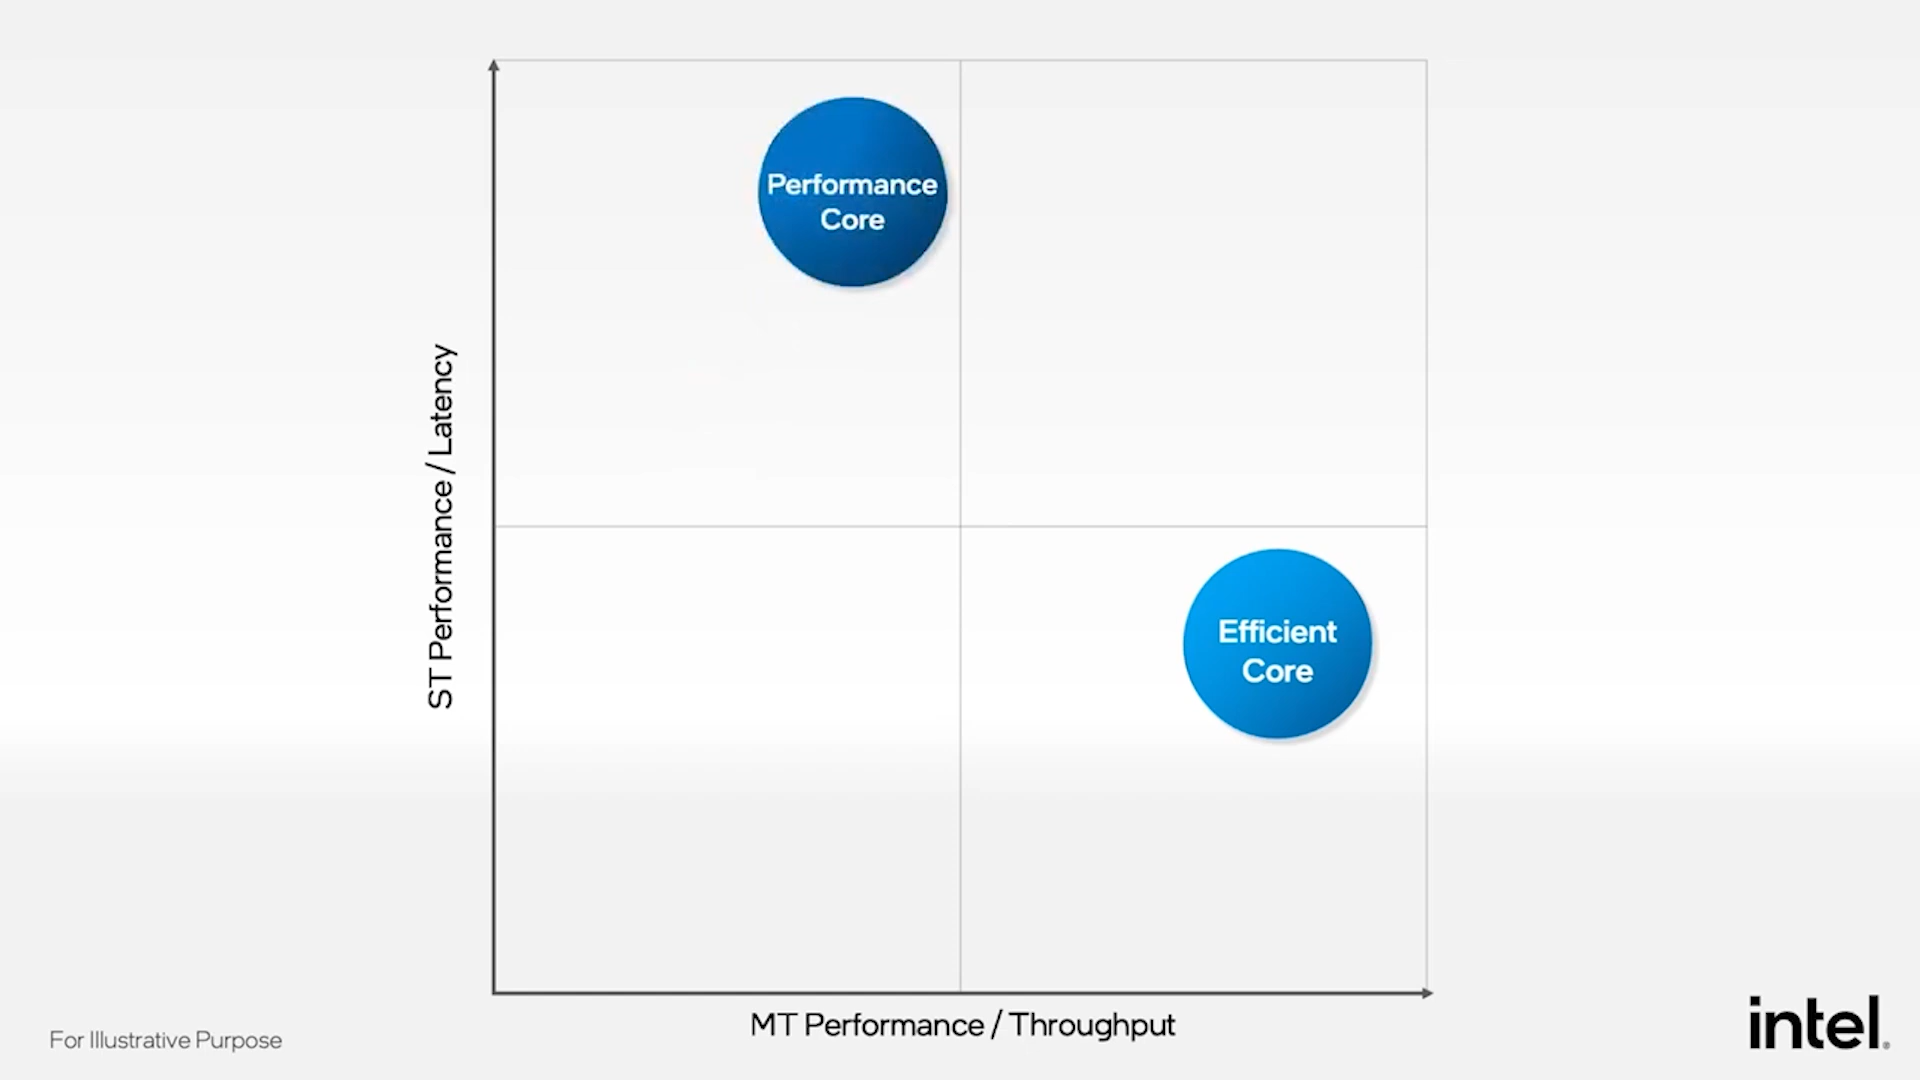 Performance
Core
ST Performance / Latency
Efficient
Core
MT Performance / Throughput
For Illustrative Purpose
intel®